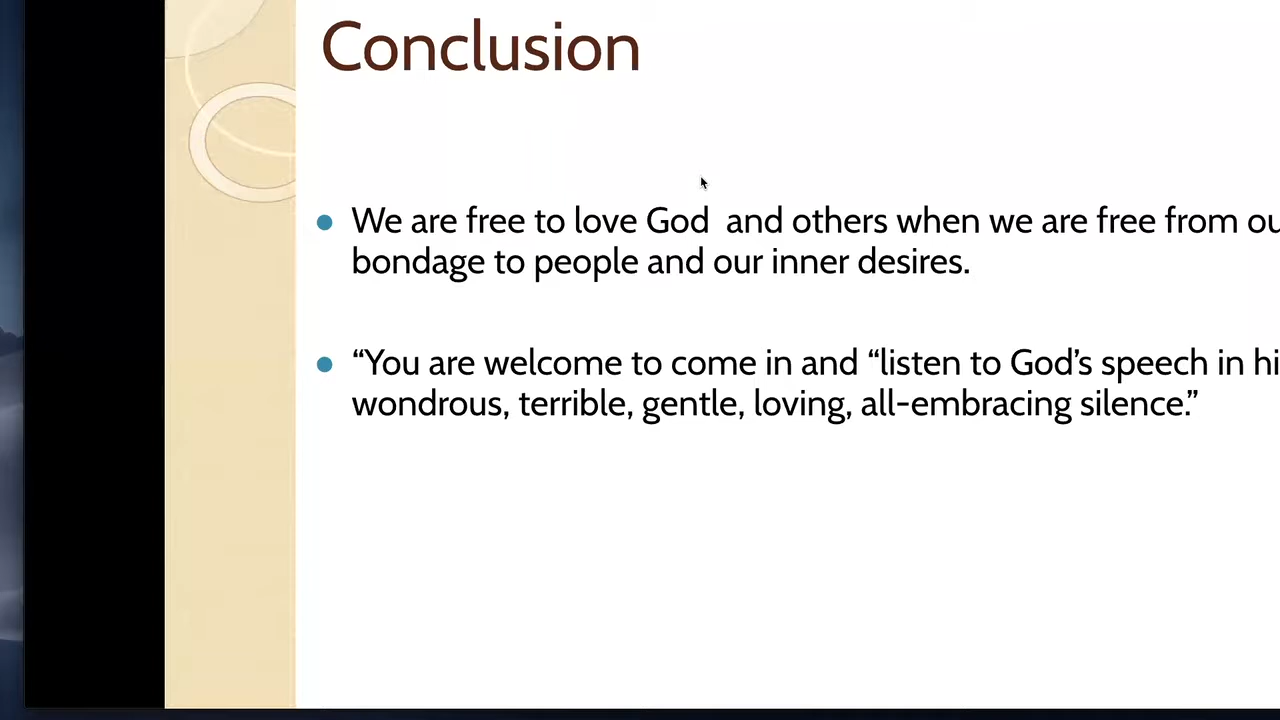 Conclusion
We are free to love God and others when we are free from
bondage to people and our inner desires.
“You are welcome to come in and “listen to God’s speech in
wondrous, terrible, gentle, loving, all-embracing silence.”